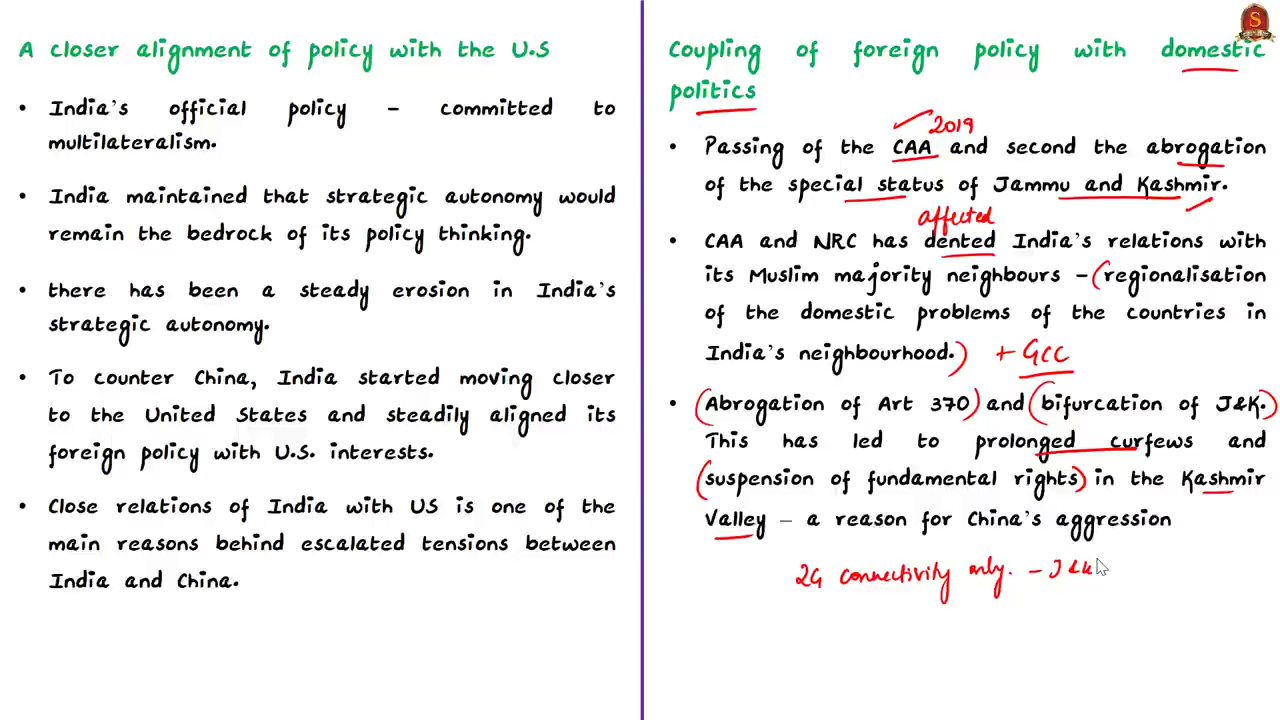 A closer alignment of policy with the U.S
• India's official policy – committed to
multilateralism.
• India maintained that strategic autonomy would
remain the bedrock of its policy thinking.
• there has been a steady erosion in India's
strategic autonomy.
• To counter China, India started moving closer
to the United States and steadily aligned its
foreign policy with U.S. interests.
• Close relations of India with US is one of the
main reasons behind escalated tensions between
India and China.
Coupling of foreign policy with domestic
politics
2019
• Passing of the CAA and second the abrogation
of the special status of Jammu and Kashmir.
affected
• CAA and NRC has dented India's relations with
its Muslim majority neighbours – (regionalisation
of the domestic problems of the countries in
India's neighbourhood.) + GCC
• (Abrogation of Art 370) and (bifurcation of J&K.)
This has led to prolonged curfews and
(suspension of fundamental rights) in the Kashmir
Valley – a reason for China's aggression
2G connectivity only. – J&K
S